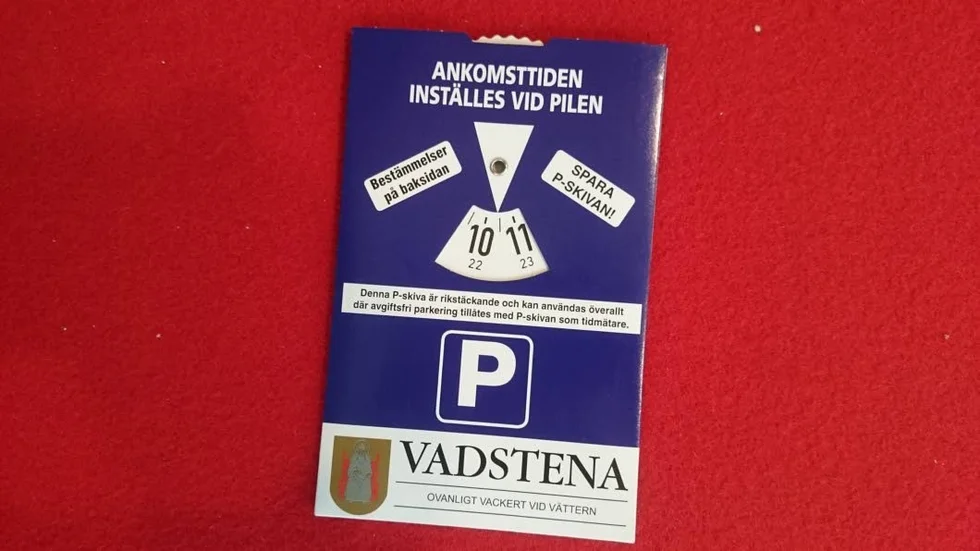 ANKOMSTTIDEN
INSTÄLLES VID PILEN
Bestämmelser
på baksidan
SPARA
P-SKIVAN!
10 11
22 23
Denna P-skiva är rikstäckande och kan användas överallt
där avgiftsfri parkering tillåtes med P-skivan som tidmätare.
P
VADSTENA
OVANLIGT VACKERT VID VÄTTERN